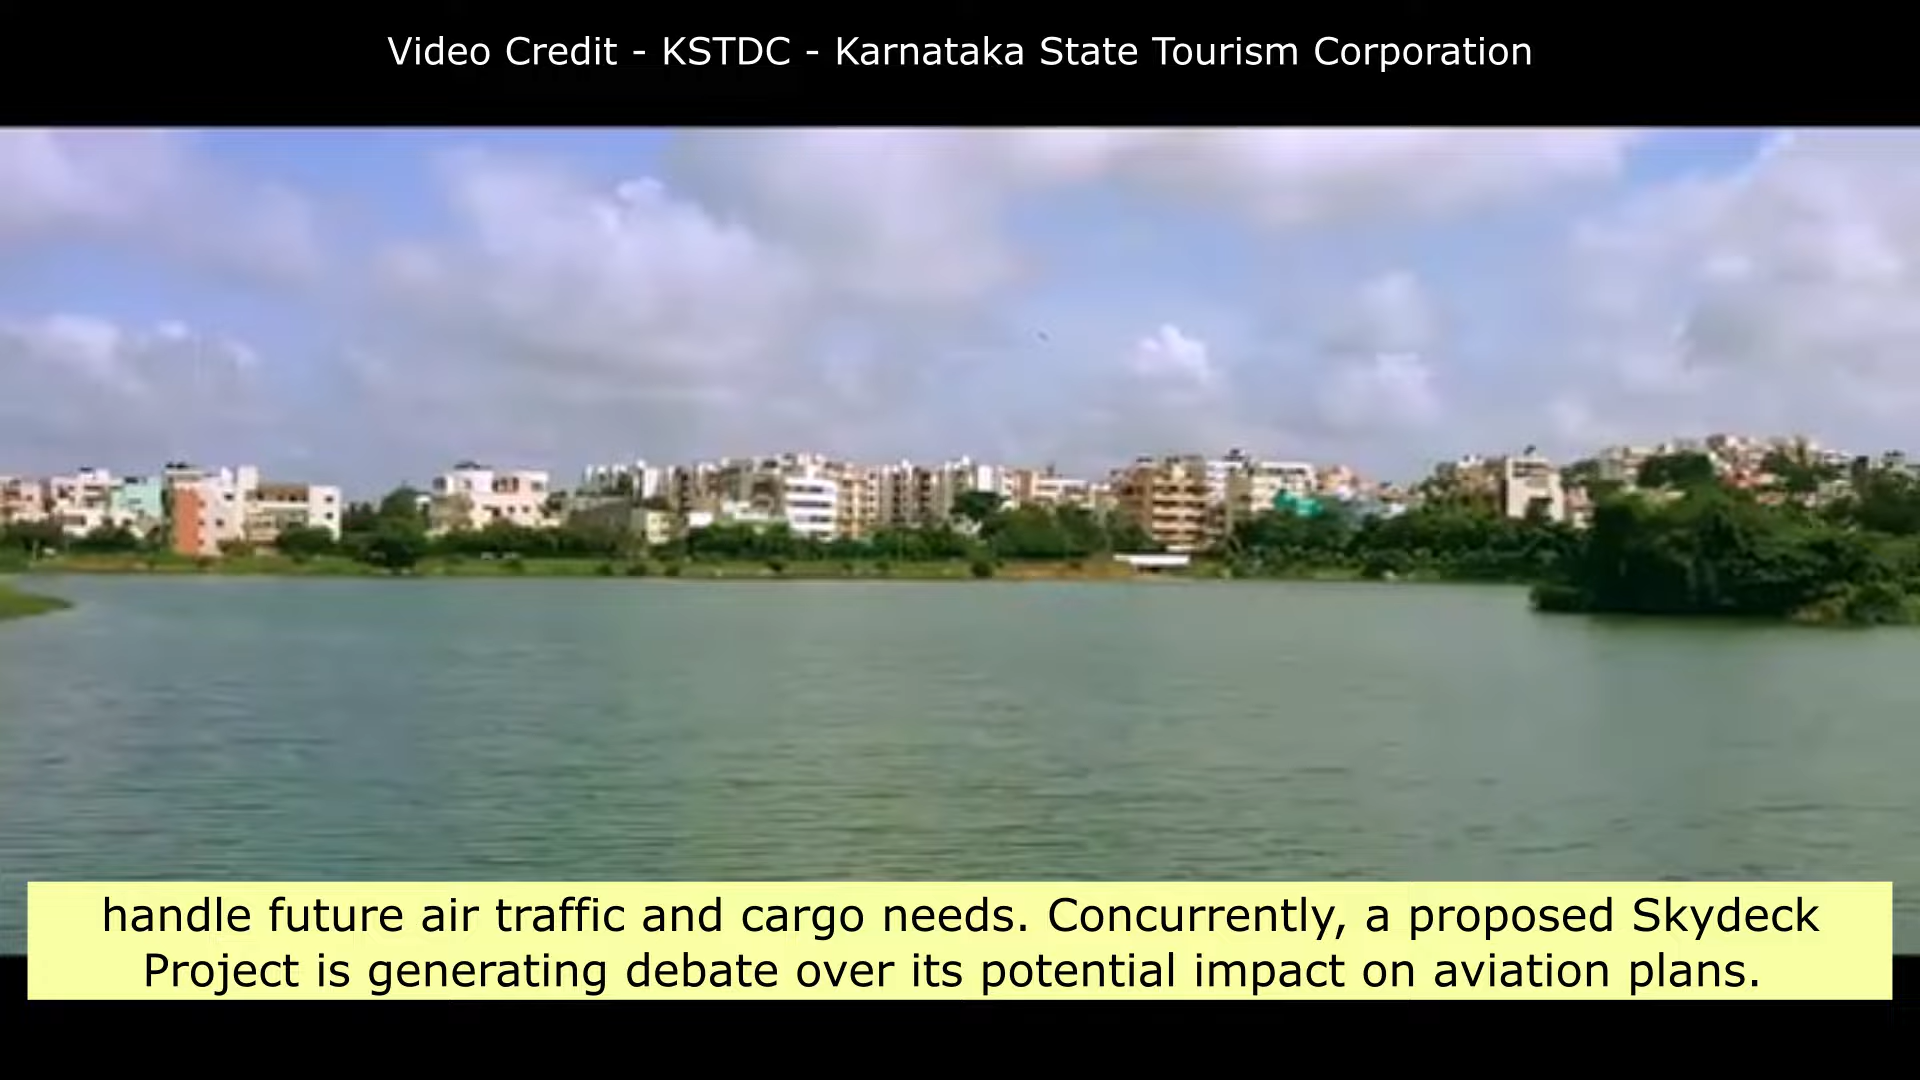 Video Credit - KSTDC - Karnataka State Tourism Corporation
handle future air traffic and cargo needs. Concurrently, a proposed Skydeck
Project is generating debate over its potential impact on aviation plans.